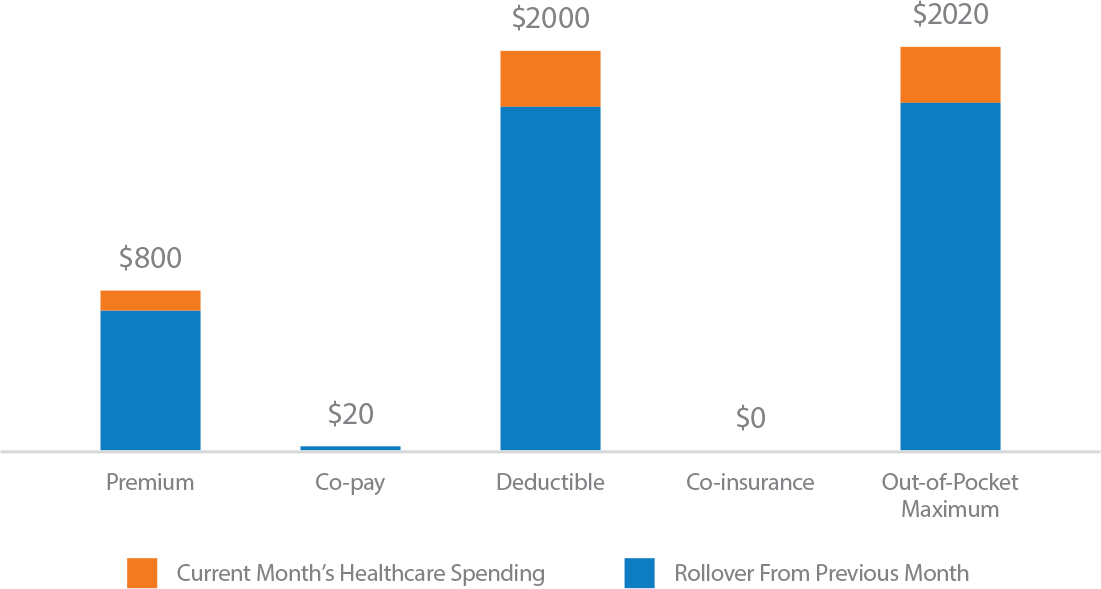 $800
$20
$2000
$0
$2020
Premium
Co-pay
Deductible
Co-insurance
Out-of-Pocket
Maximum
Current Month’s Healthcare Spending
Rollover From Previous Month